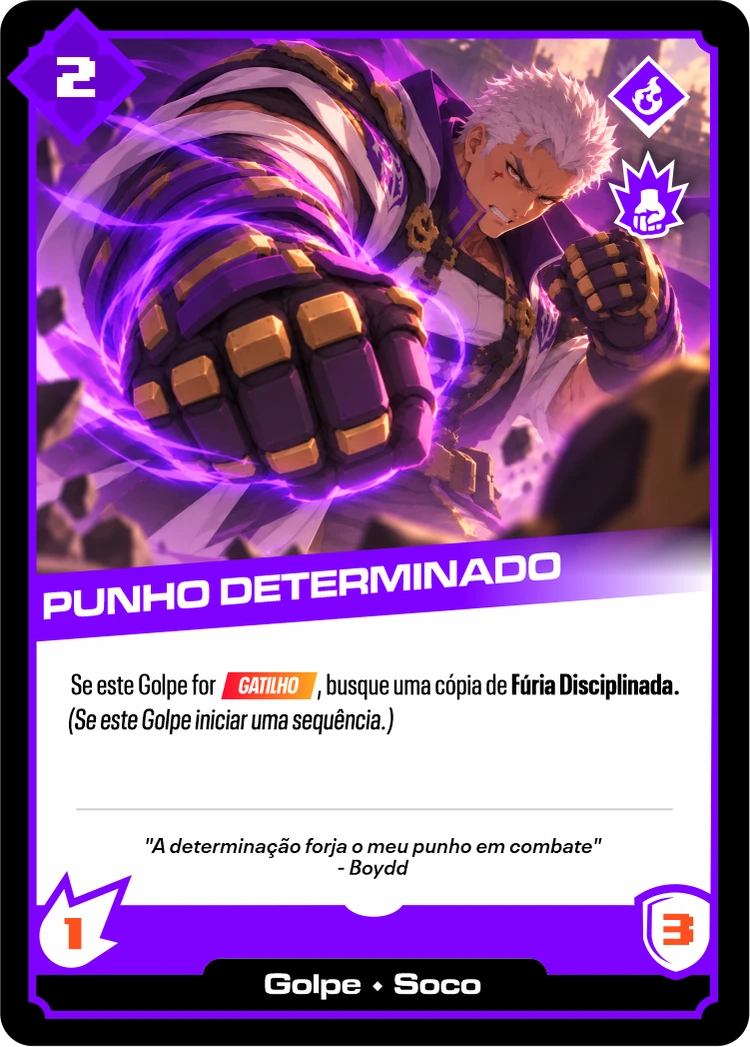 2
PUNHO DETERMINADO
Se este Golpe for GATILHO, busque uma cópia de Fúria Disciplinada.
(Se este Golpe iniciar uma sequência.)
"A determinação forja o meu punho em combate"
- Boydd
1
3
Golpe • Soco